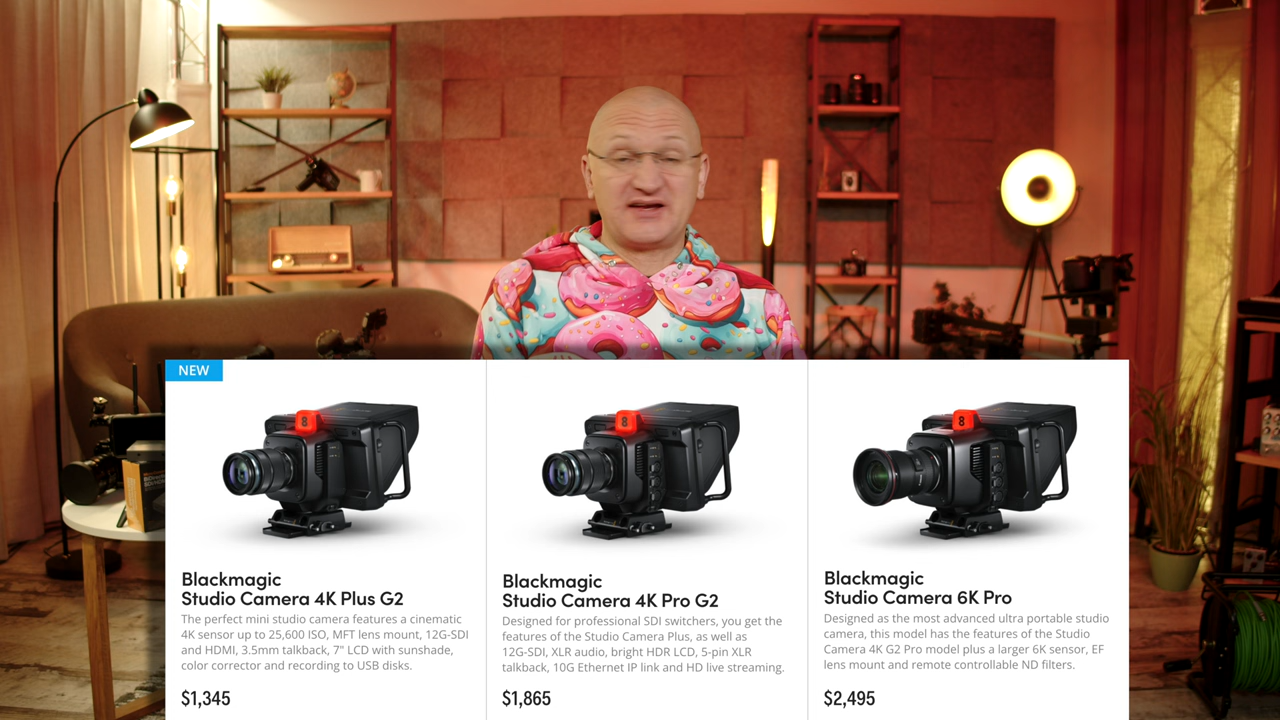 NEW
8
Blackmagic
Studio Camera 4K Plus G2
The perfect mini studio camera features a cinematic
4K sensor up to 25,600 ISO, MFT lens mount, 12G-SDI
and HDMI, 3.5mm talkback, 7" LCD with sunshade,
color corrector and recording to USB disks.
$1,345
8
Blackmagic
Studio Camera 4K Pro G2
Designed for professional SDI switchers, you get the
features of the Studio Camera Plus, as well as
12G-SDI, XLR audio, bright HDR LCD, 5-pin XLR
talkback, 10G Ethernet IP link and HD live streaming.
$1,865
8
Blackmagic
Studio Camera 6K Pro
Designed as the most advanced ultra portable studio
camera, this model has the features of the Studio
Camera 4K G2 Pro model plus a larger 6K sensor, EF
lens mount and remote controllable ND filters.
$2,495